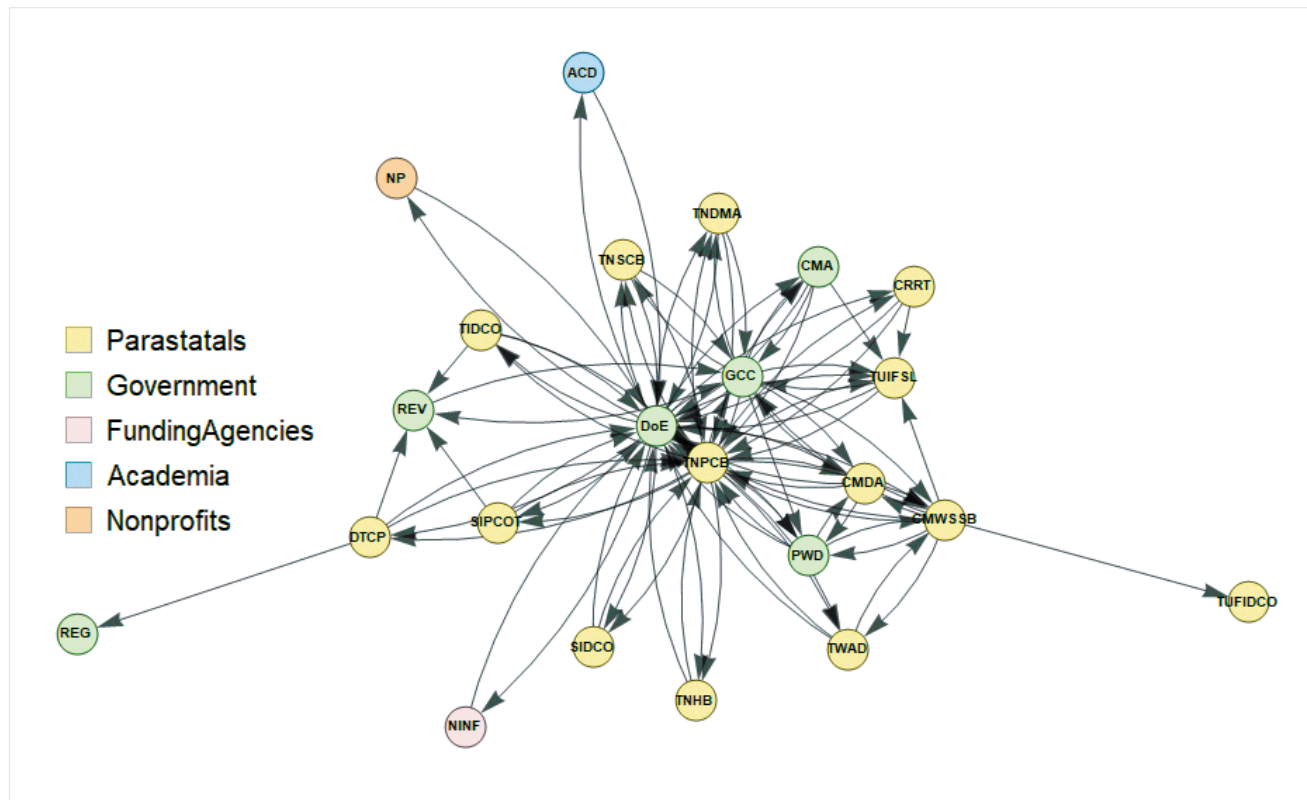 ACD
NP
TNDMA
TNSCB
CMA
CRRT
TIDCO
Parastatals
Government
FundingAgencies
Academia
Nonprofits
GCC
TUIFSL
REV
DoE
TNPCB
CMDA
SIPCOT
CMWSSB
DTCP
PWD
TUFIDCO
REG
SIDCO
TWAD
TNHB
NINF